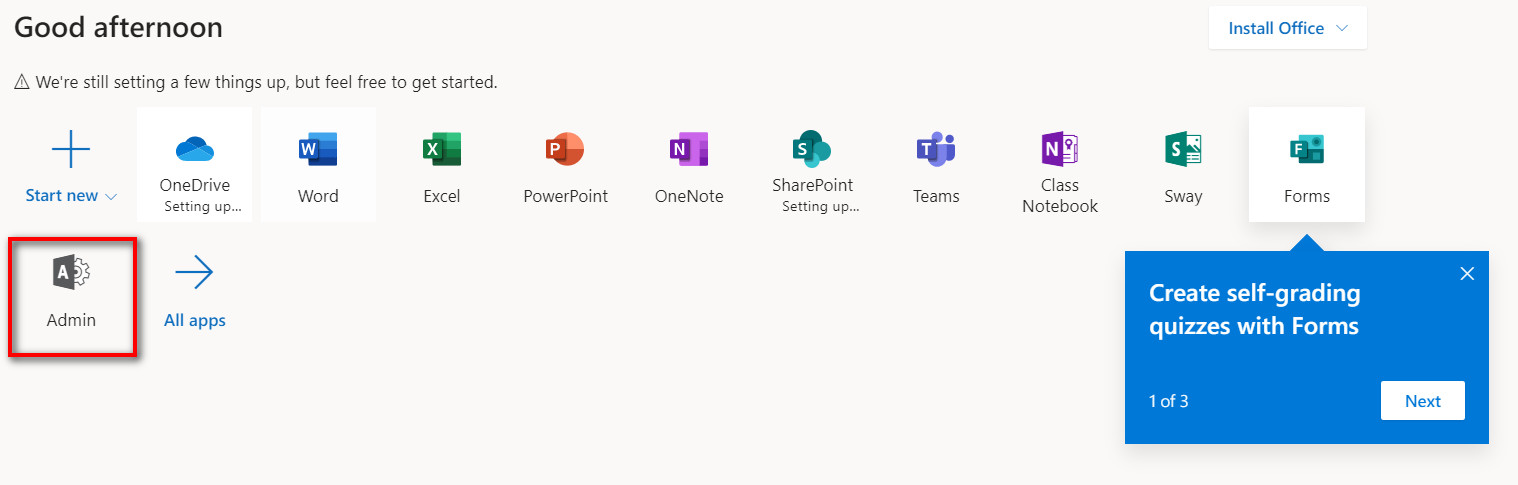 Good afternoon
Install Office
We're still setting a few things up, but feel free to get started.
Start new
OneDrive
Setting up...
Word
Excel
PowerPoint
OneNote
SharePoint
Setting up...
Teams
Class
Notebook
Sway
Forms
Admin
All apps
Create self-grading
quizzes with Forms
1 of 3
Next